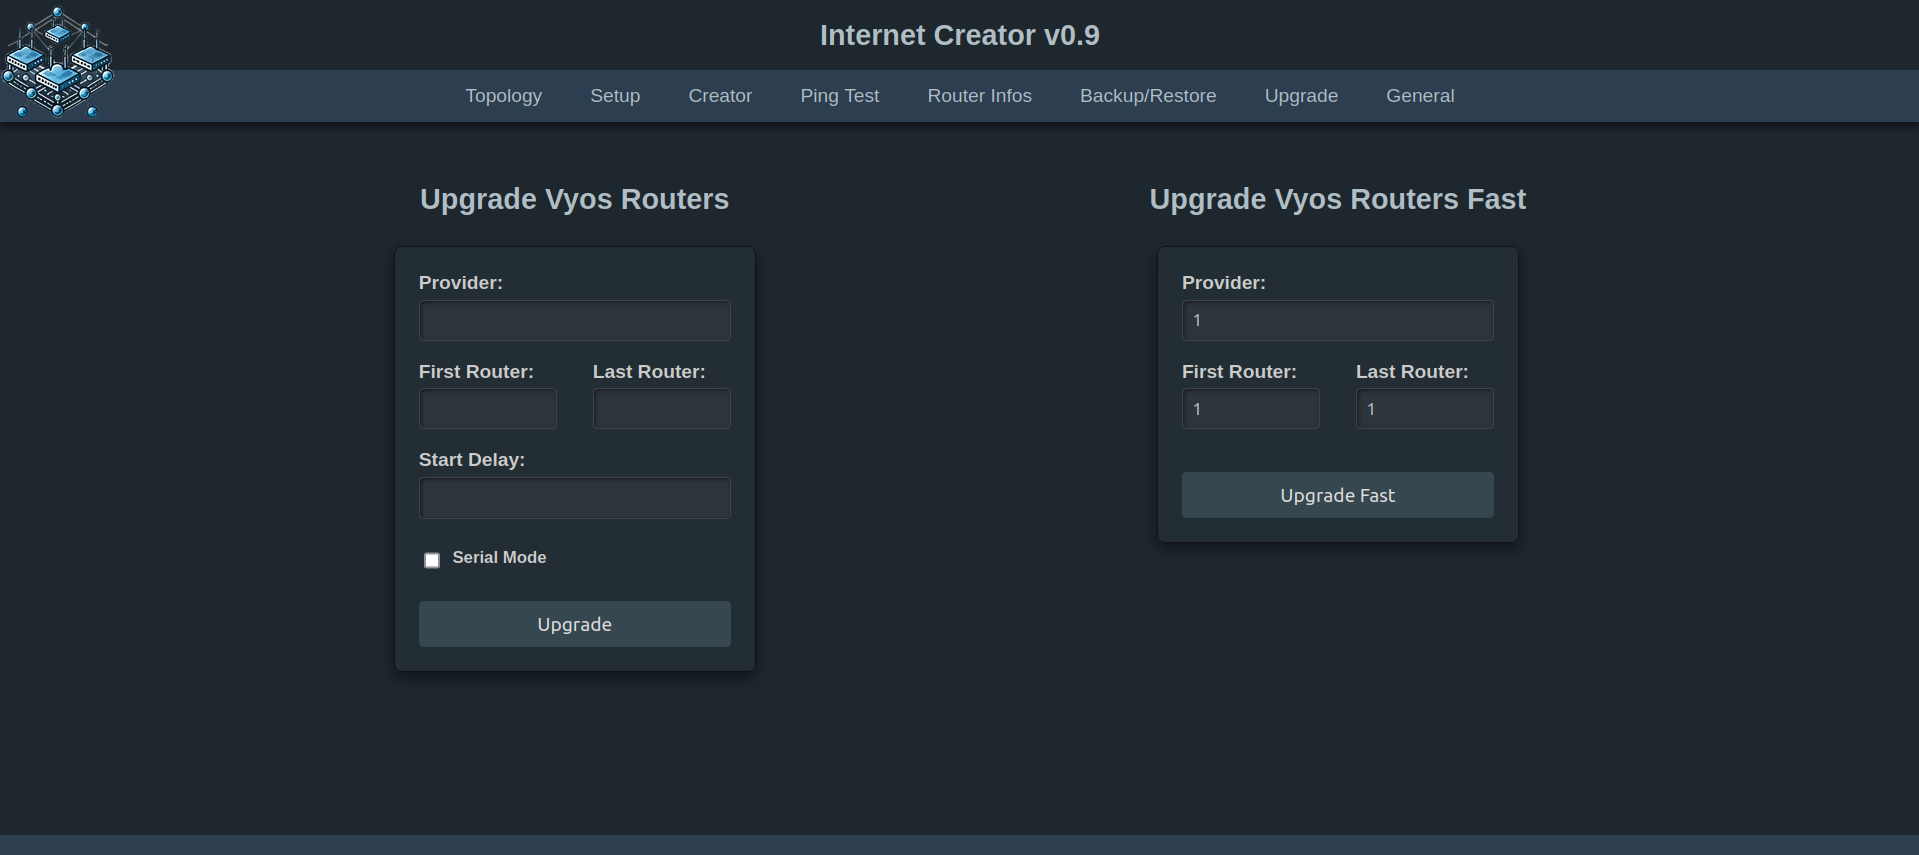 Internet Creator v0.9
Topology Setup Creator Ping Test Router Infos Backup/Restore Upgrade General
Upgrade Vyos Routers
Provider:
First Router: Last Router:
Start Delay:
Serial Mode
Upgrade
Upgrade Vyos Routers Fast
Provider:
1
First Router: Last Router:
1 1
Upgrade Fast